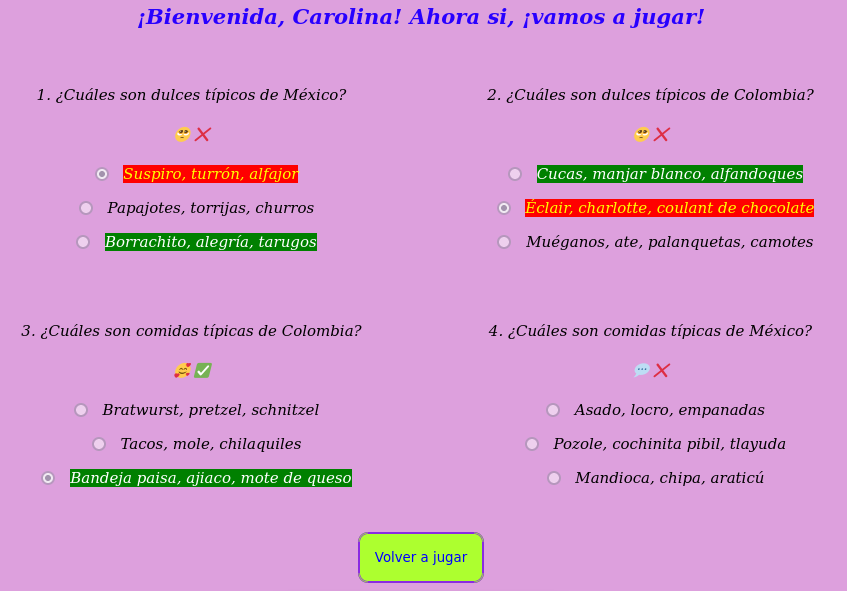 ¡Bienvenida, Carolina! Ahora si, ¡vamos a jugar!
1. ¿Cuáles son dulces típicos de México?
🥺❌
Suspiro, turrón, alfajor
Papajotes, torrijas, churros
Borrachito, alegría, tarugos
2. ¿Cuáles son dulces típicos de Colombia?
🥺❌
Cucas, manjar blanco, alfandoques
Éclair, charlotte, coulant de chocolate
Muéganos, ate, palanquetas, camotes
3. ¿Cuáles son comidas típicas de Colombia?
🥰✅
Bratwurst, pretzel, schnitzel
Tacos, mole, chilaquiles
Bandeja paisa, ajiaco, mote de queso
4. ¿Cuáles son comidas típicas de México?
💬❌
Asado, locro, empanadas
Pozole, cochinita pibil, tlayuda
Mandioca, chipa, araticú
Volver a jugar